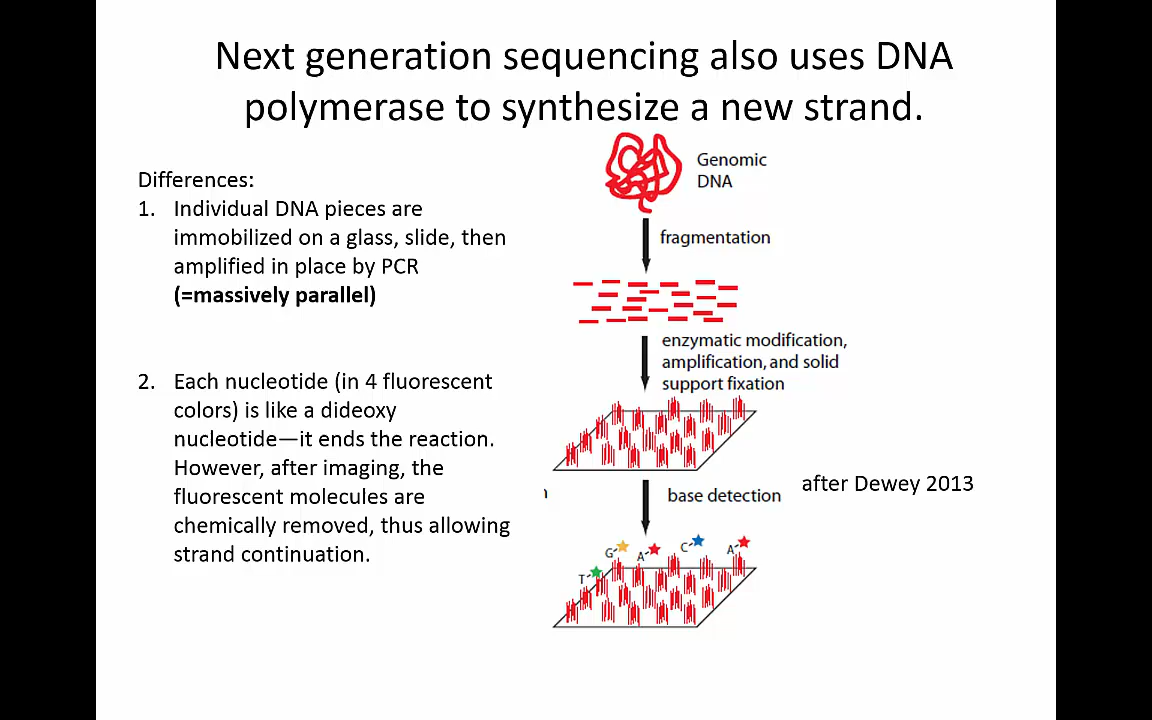 Next generation sequencing also uses DNA
polymerase to synthesize a new strand.
Differences:
1. Individual DNA pieces are
immobilized on a glass, slide, then
amplified in place by PCR
(=massively parallel)
2. Each nucleotide (in 4 fluorescent
colors) is like a dideoxy
nucleotide—it ends the reaction.
However, after imaging, the
fluorescent molecules are
chemically removed, thus allowing
strand continuation.
Genomic
DNA
fragmentation
enzymatic modification,
amplification, and solid
support fixation
base detection
after Dewey 2013
T
G
A
C
A